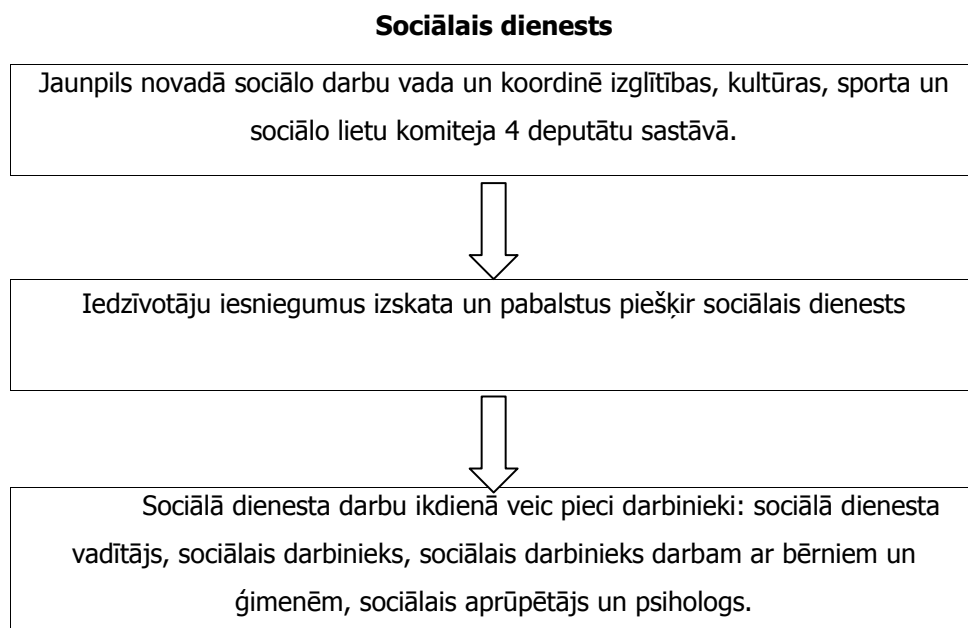 Sociālais dienests
Jaunpils novadā sociālo darbu vada un koordinē izglītības, kultūras, sporta un
sociālo lietu komiteja 4 deputātu sastāvā.
Iedzīvotāju iesniegumus izskata un pabalstus piešķir sociālais dienests
Sociālā dienesta darbu ikdienā veic pieci darbinieki: sociālā dienesta
vadītājs, sociālais darbinieks, sociālais darbinieks darbam ar bērniem un
ģimenēm, sociālais aprūpētājs un psihologs.